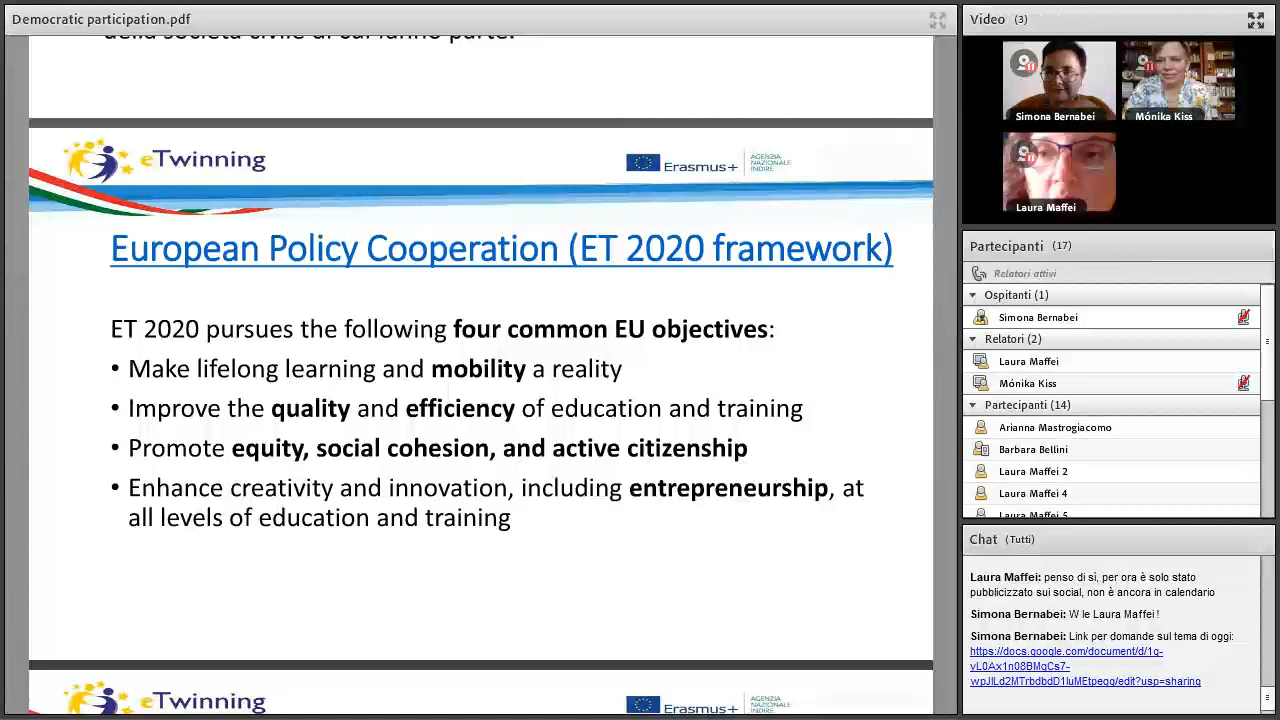 Democratic participation.pdf
della società civile di cui fanno parte.
eTwinning
Erasmus+
AGENZIA
NAZIONALE
INDIRE
European Policy Cooperation (ET 2020 framework)
ET 2020 pursues the following four common EU objectives:
• Make lifelong learning and mobility a reality
• Improve the quality and efficiency of education and training
• Promote equity, social cohesion, and active citizenship
• Enhance creativity and innovation, including entrepreneurship, at
all levels of education and training
eTwinning
Erasmus+
AGENZIA
NAZIONALE
Video (3)
Simona Bernabei
Mónika Kiss
Laura Maffei
Partecipanti (17)
Relatori attivi
Ospitanti (1)
Simona Bernabei
Relatori (2)
Laura Maffei
Mónika Kiss
Partecipanti (14)
Arianna Mastrogiacomo
Barbara Bellini
Laura Maffei 2
Laura Maffei 4
Laura Maffei 5
Chat (Tutti)
Laura Maffei: penso di sì, per ora è solo stato
pubblicizzato sui social, non è ancora in calendario
Simona Bernabei: W le Laura Maffei !
Simona Bernabei: Link per domande sul tema di oggi:
https://docs.google.com/document/d/1q-
vL0Ax1n08BMqCs7-
wpJlLd2MTrbdbdD1luMEtpegg/edit?usp=sharing